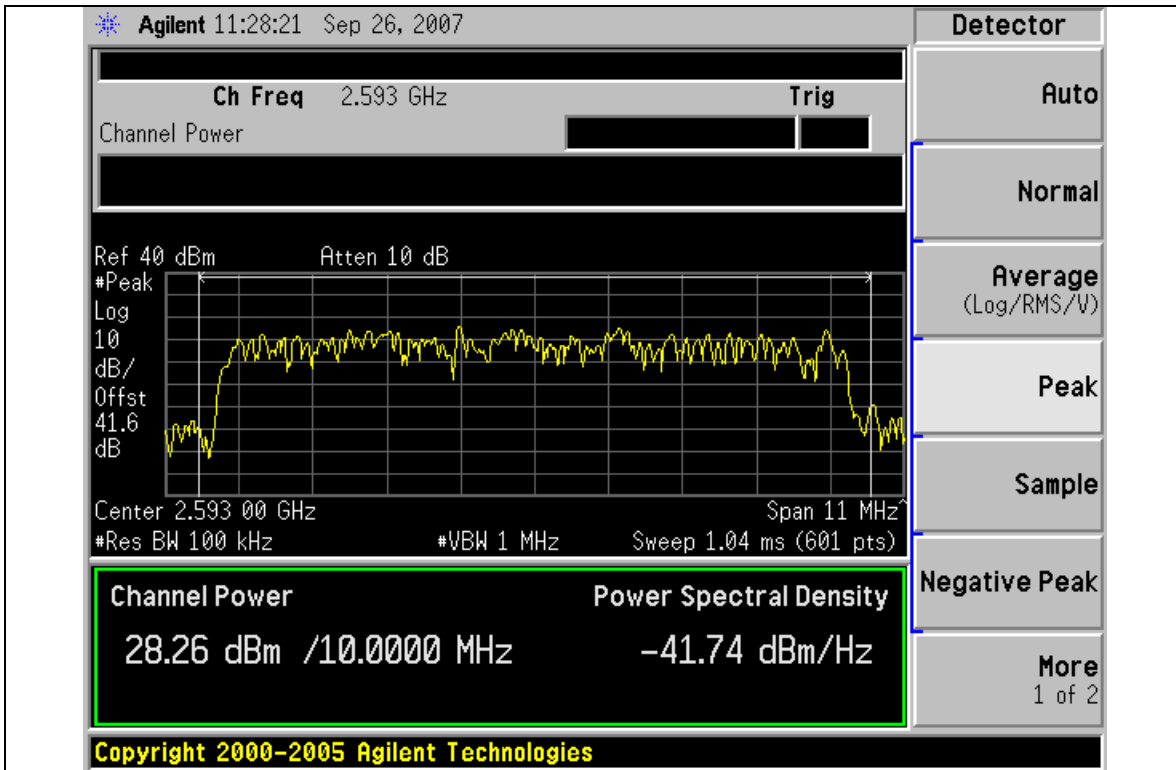 Agilent 11:28:21 Sep 26, 2007
Detector
Ch Freq 2.593 GHz Trig
Channel Power
Auto
Normal
Average
(Log/RMS/V)
Peak
Sample
Negative Peak
More
1 of 2
Ref 40 dBm Atten 10 dB
#Peak
Log
10
dB/
Offst
41.6
dB
Center 2.593 00 GHz Span 11 MHz^
#Res BW 100 kHz #VBW 1 MHz Sweep 1.04 ms (601 pts)
Channel Power Power Spectral Density
28.26 dBm /10.0000 MHz -41.74 dBm/Hz
Copyright 2000-2005 Agilent Technologies